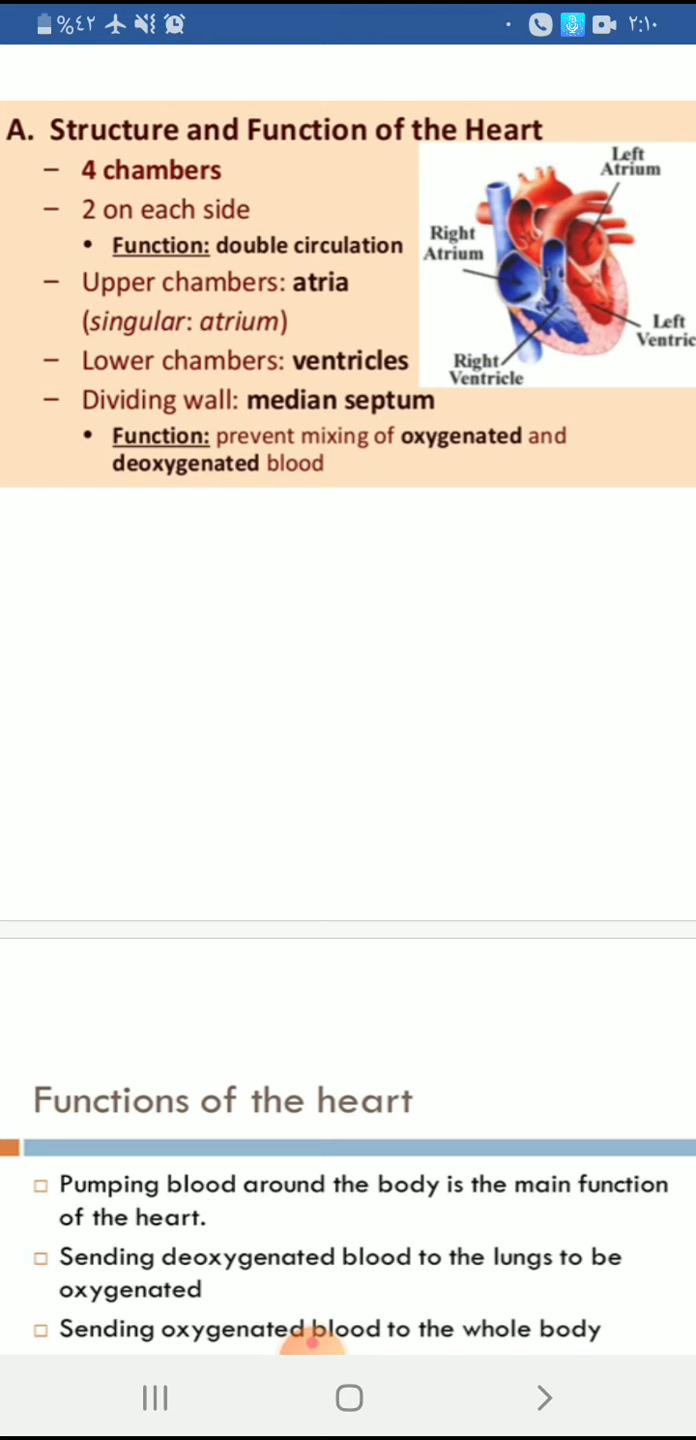 %٤٢
٢:١٠
A. Structure and Function of the Heart
– 4 chambers
– 2 on each side
• Function: double circulation
– Upper chambers: atria
(singular: atrium)
– Lower chambers: ventricles
– Dividing wall: median septum
• Function: prevent mixing of oxygenated and
deoxygenated blood
Left
Atrium
Right
Atrium
Left
Ventric
Right
Ventricle
Functions of the heart
Pumping blood around the body is the main function
of the heart.
Sending deoxygenated blood to the lungs to be
oxygenated
Sending oxygenated blood to the whole body